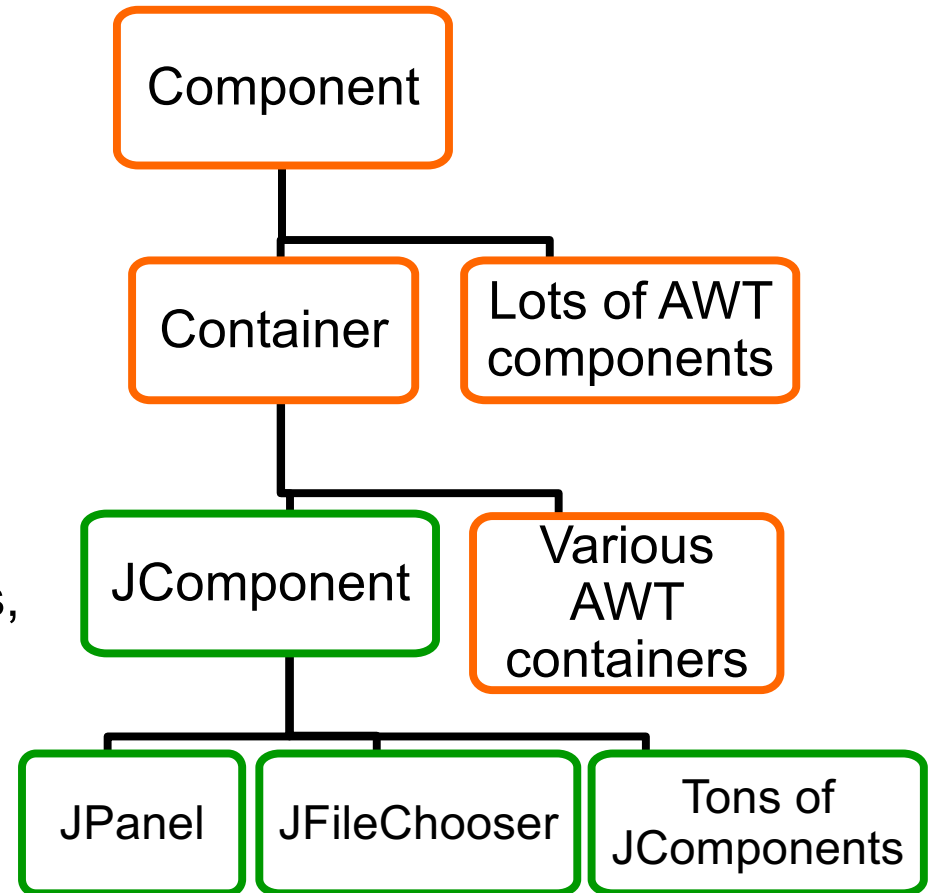 Component
Container
Lots of AWT
components
JComponent
Various
AWT
containers
s,
JPanel
JFileChooser
Tons of
JComponents